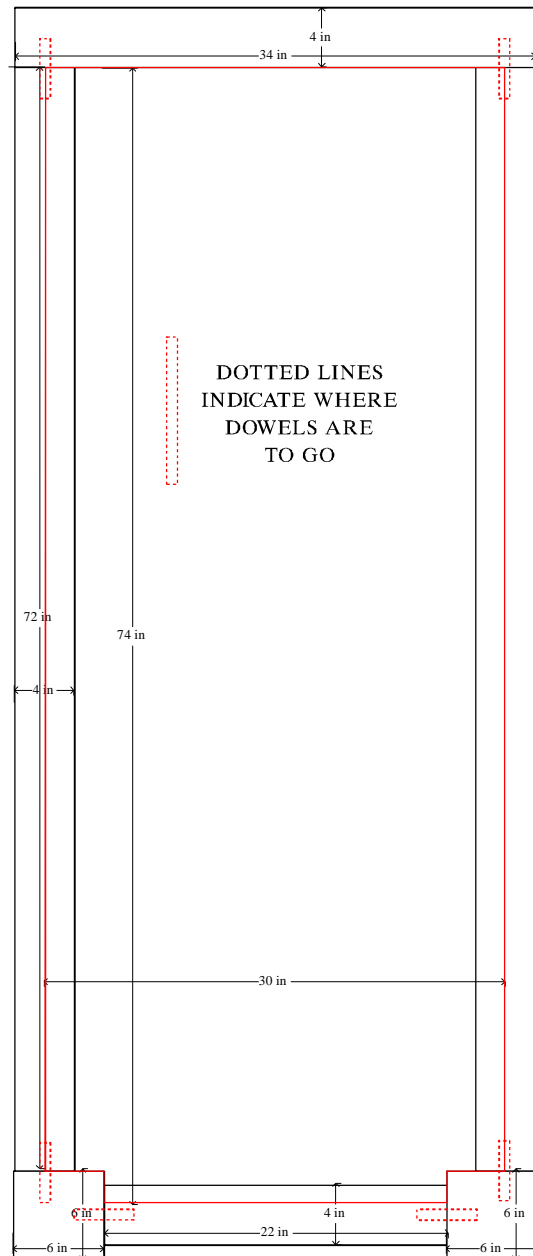 4 in
34 in
DOTTED LINES
INDICATE WHERE
DOWELS ARE
TO GO
72 in
74 in
4 in
30 in
6 in
4 in
6 in
22 in
6 in
6 in